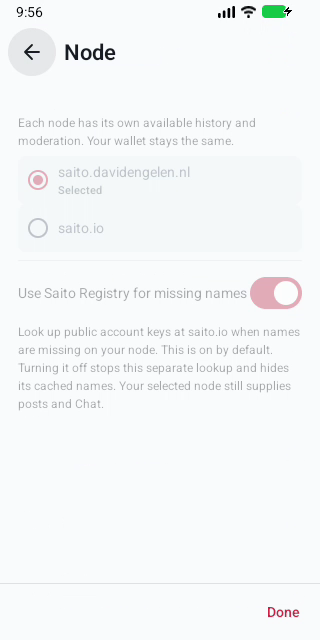 9:56
Node
Each node has its own available history and
moderation. Your wallet stays the same.
saito.davidengelen.nl
Selected
saito.io
Use Saito Registry for missing names
Look up public account keys at saito.io when names
are missing on your node. This is on by default.
Turning it off stops this separate lookup and hides
its cached names. Your selected node still supplies
posts and Chat.
Done